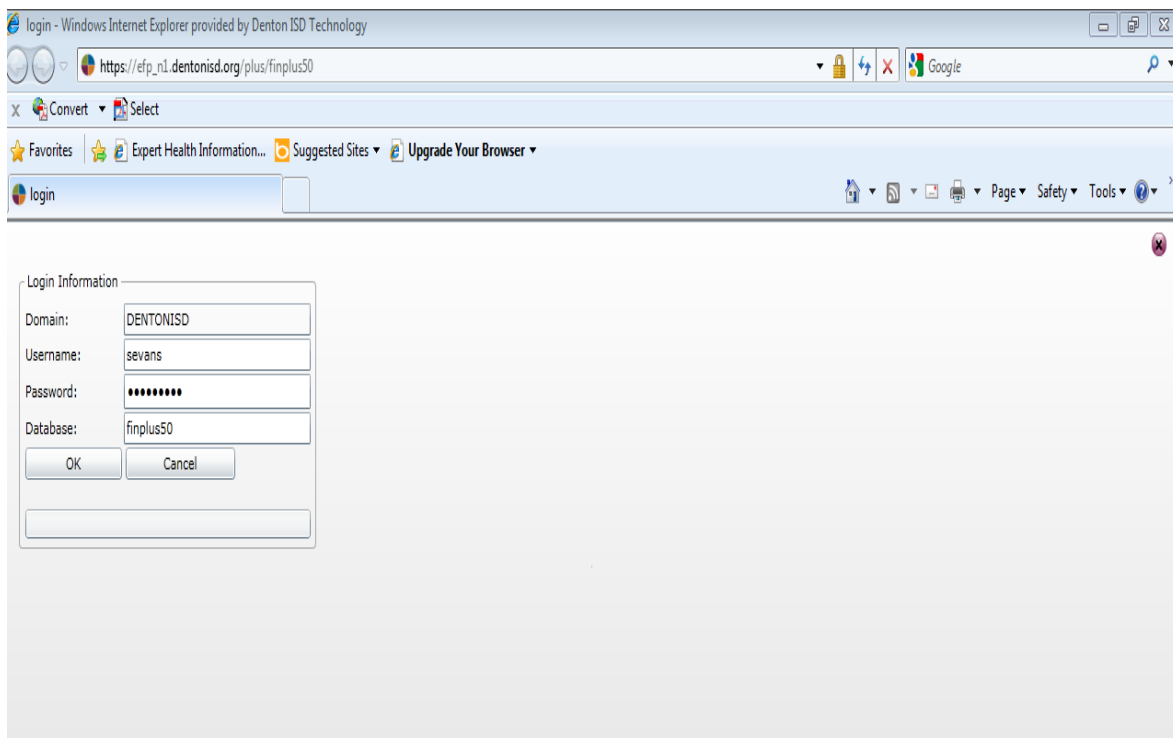 login - Windows Internet Explorer provided by Denton ISD Technology
https://efp_n1.dentonisd.org/plus/finplus50
Google
X Convert Select
Favorites Expert Health Information... Suggested Sites Upgrade Your Browser
login Page Safety Tools
Login Information
Domain: DENTONISD
Username: sevans
Password: •••••••••
Database: finplus50
OK Cancel